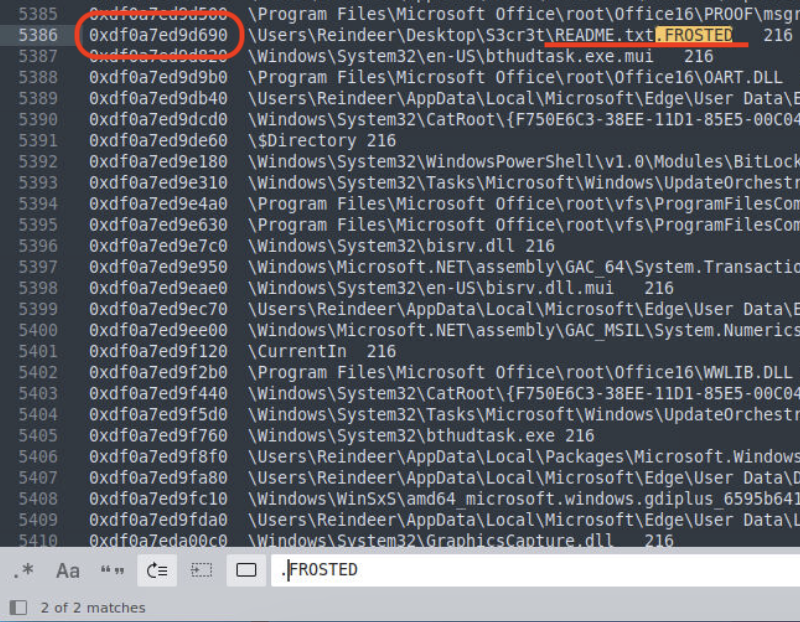 5385 0xdf0a7ed9d500 \Program Files\Microsoft Office\root\Office16\PROOF\msgr
5386 0xdf0a7ed9d690 \Users\Reindeer\Desktop\S3cr3t\README.txt.FROSTED 216
5387 0xdf0a7ed9d820 \Windows\System32\en-US\bthudtask.exe.mui 216
5388 0xdf0a7ed9d9b0 \Program Files\Microsoft Office\root\Office16\OART.DLL
5389 0xdf0a7ed9db40 \Users\Reindeer\AppData\Local\Microsoft\Edge\User Data\E
5390 0xdf0a7ed9dcd0 \Windows\System32\CatRoot\{F750E6C3-38EE-11D1-85E5-00C04
5391 0xdf0a7ed9de60 \$Directory 216
5392 0xdf0a7ed9e180 \Windows\System32\WindowsPowerShell\v1.0\Modules\BitLock
5393 0xdf0a7ed9e310 \Windows\System32\Tasks\Microsoft\Windows\UpdateOrchestr
5394 0xdf0a7ed9e4a0 \Program Files\Microsoft Office\root\vfs\ProgramFilesCom
5395 0xdf0a7ed9e630 \Program Files\Microsoft Office\root\vfs\ProgramFilesCom
5396 0xdf0a7ed9e7c0 \Windows\System32\bisrv.dll 216
5397 0xdf0a7ed9e950 \Windows\Microsoft.NET\assembly\GAC_64\System.Transactio
5398 0xdf0a7ed9eae0 \Windows\System32\en-US\bisrv.dll.mui 216
5399 0xdf0a7ed9ec70 \Users\Reindeer\AppData\Local\Microsoft\Edge\User Data\E
5400 0xdf0a7ed9ee00 \Windows\Microsoft.NET\assembly\GAC_MSIL\System.Numerics
5401 0xdf0a7ed9f120 \CurrentIn 216
5402 0xdf0a7ed9f2b0 \Program Files\Microsoft Office\root\Office16\WWLIB.DLL
5403 0xdf0a7ed9f440 \Windows\System32\CatRoot\{F750E6C3-38EE-11D1-85E5-00C04
5404 0xdf0a7ed9f5d0 \Windows\System32\Tasks\Microsoft\Windows\UpdateOrchestr
5405 0xdf0a7ed9f760 \Windows\System32\bthudtask.exe 216
5406 0xdf0a7ed9f8f0 \Users\Reindeer\AppData\Local\Packages\Microsoft.Windows
5407 0xdf0a7ed9fa80 \Users\Reindeer\AppData\Local\Microsoft\Edge\User Data\D
5408 0xdf0a7ed9fc10 \Windows\WinSxS\amd64_microsoft.windows.gdiplus_6595b641
5409 0xdf0a7ed9fda0 \Users\Reindeer\AppData\Local\Microsoft\Edge\User Data\L
5410 0xdf0a7eda00c0 \Windows\System32\GraphicsCapture.dll 216
.* Aa “” .FROSTED
2 of 2 matches